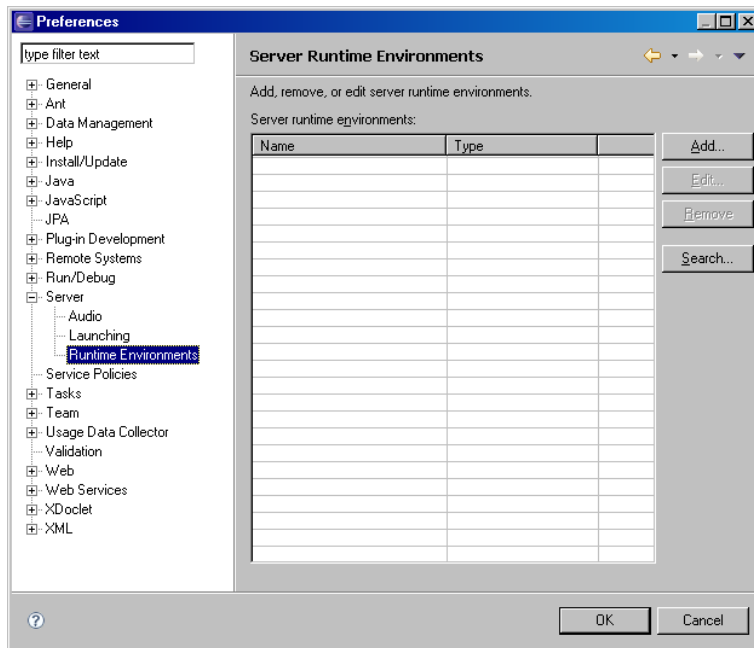 Preferences
type filter text
General
Ant
Data Management
Help
Install/Update
Java
JavaScript
JPA
Plug-in Development
Remote Systems
Run/Debug
Server
Audio
Launching
Runtime Environments
Service Policies
Tasks
Team
Usage Data Collector
Validation
Web
Web Services
XDoclet
XML
Server Runtime Environments
Add, remove, or edit server runtime environments.
Server runtime environments:
Name Type
Add...
Edit...
Remove
Search...
OK Cancel